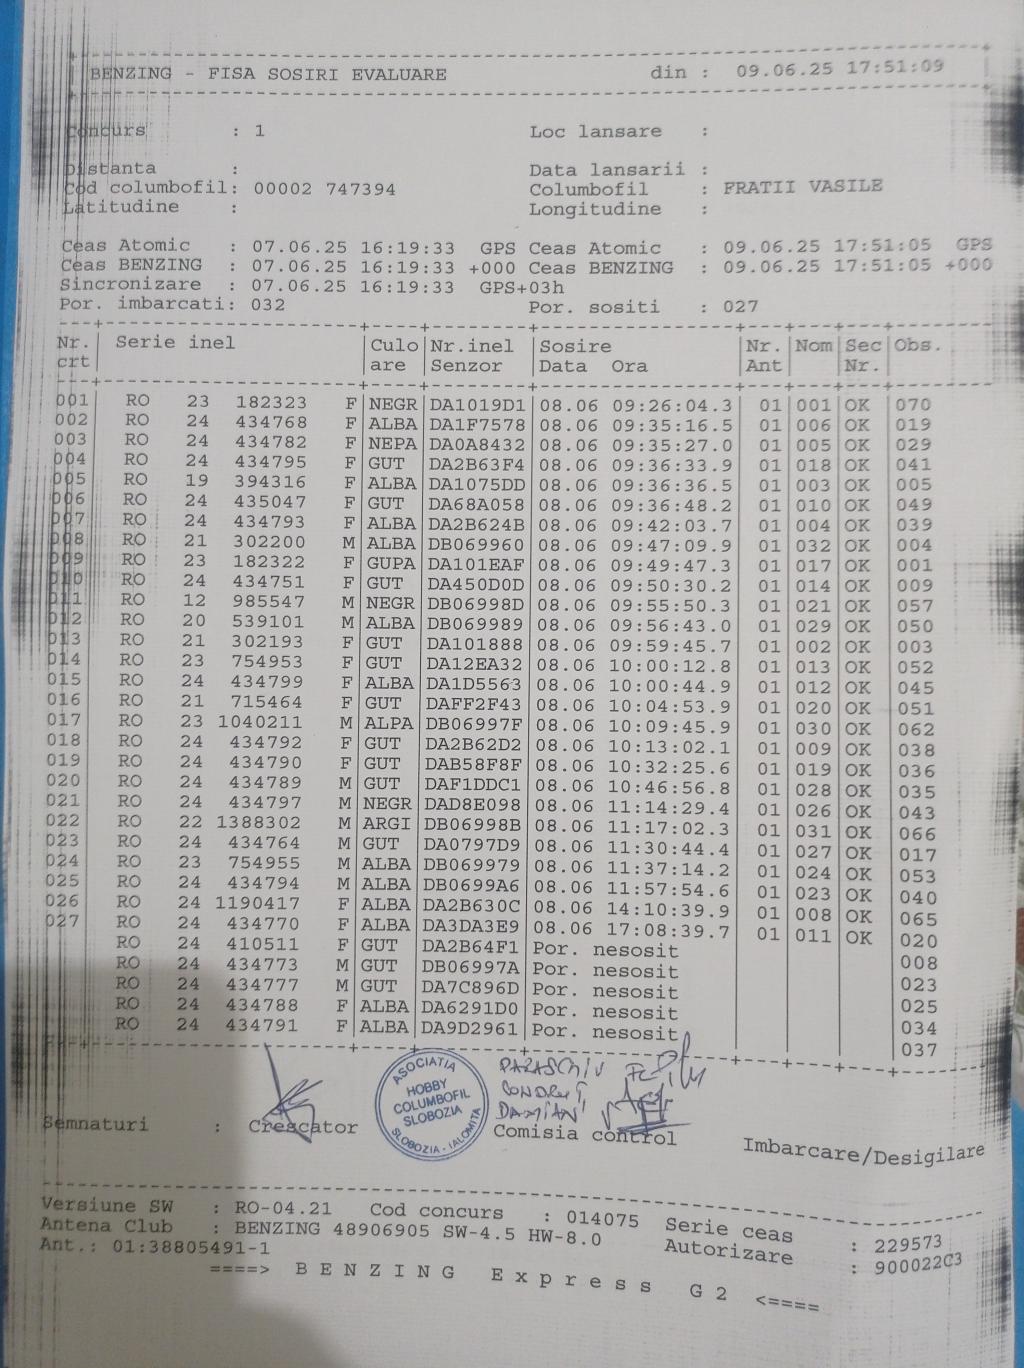 BENZING - FISA SOSIRI EVALUARE din : 09.06.25 17:51:09
Concurs : 1 Loc lansare :
Distanta : Data lansarii :
Cod columbofil: 00002 747394 Columbofil : FRATII VASILE
Latitudine : Longitudine :
Ceas Atomic : 07.06.25 16:19:33 GPS Ceas Atomic : 09.06.25 17:51:05 GPS
Ceas BENZING : 07.06.25 16:19:33 +000 Ceas BENZING : 09.06.25 17:51:05 +000
Sincronizare : 07.06.25 16:19:33 GPS+03h
Por. imbarcati: 032 Por. sositi : 027
Nr. Serie inel Culo Nr.inel Sosire Nr. Nom Sec Obs.
crt are Senzor Data Ora Ant Nr.
001 RO 23 182323 F NEGR DA1019D1 08.06 09:26:04.3 01 001 OK 070
002 RO 24 434768 F ALBA DA1F7578 08.06 09:35:16.5 01 006 OK 019
003 RO 24 434782 F NEPA DA0A8432 08.06 09:35:27.0 01 005 OK 029
004 RO 24 434795 F GUT DA2B63F4 08.06 09:36:33.9 01 018 OK 041
005 RO 19 394316 F ALBA DA1075DD 08.06 09:36:36.5 01 003 OK 005
006 RO 24 435047 F GUT DA68A058 08.06 09:36:48.2 01 010 OK 049
007 RO 24 434793 F ALBA DA2B624B 08.06 09:42:03.7 01 004 OK 039
008 RO 21 302200 M ALBA DB069960 08.06 09:47:09.9 01 032 OK 004
009 RO 23 182322 F GUPA DA101EAF 08.06 09:49:47.3 01 017 OK 001
010 RO 24 434751 F GUT DA450D0D 08.06 09:50:30.2 01 014 OK 009
011 RO 12 985547 M NEGR DB06998D 08.06 09:55:50.3 01 021 OK 057
012 RO 20 539101 M ALBA DB069989 08.06 09:56:43.0 01 029 OK 050
013 RO 21 302193 F GUT DA101888 08.06 09:59:45.7 01 002 OK 003
014 RO 23 754953 F GUT DA12EA32 08.06 10:00:12.8 01 013 OK 052
015 RO 24 434799 F ALBA DA1D5563 08.06 10:00:44.9 01 012 OK 045
016 RO 21 715464 F GUT DAFF2F43 08.06 10:04:53.9 01 020 OK 051
017 RO 23 1040211 M ALPA DB06997F 08.06 10:09:45.9 01 030 OK 062
018 RO 24 434792 F GUT DA2B62D2 08.06 10:13:02.1 01 009 OK 038
019 RO 24 434790 F GUT DAB58F8F 08.06 10:32:25.6 01 019 OK 036
020 RO 24 434789 M GUT DAF1DDC1 08.06 10:46:56.8 01 028 OK 035
021 RO 24 434797 M NEGR DAD8E098 08.06 11:14:29.4 01 026 OK 043
022 RO 22 1388302 M ARGI DB06998B 08.06 11:17:02.3 01 031 OK 066
023 RO 24 434764 M GUT DA0797D9 08.06 11:30:44.4 01 027 OK 017
024 RO 23 754955 M ALBA DB069979 08.06 11:37:14.2 01 024 OK 053
025 RO 24 434794 M ALBA DB0699A6 08.06 11:57:54.6 01 023 OK 040
026 RO 24 1190417 F ALBA DA2B630C 08.06 14:10:39.9 01 008 OK 065
027 RO 24 434770 F ALBA DA3DA3E9 08.06 17:08:39.7 01 011 OK 020
RO 24 410511 F GUT DA2B64F1 Por. nesosit 008
RO 24 434773 M GUT DB06997A Por. nesosit 023
RO 24 434777 M GUT DA7C896D Por. nesosit 025
RO 24 434788 F ALBA DA6291D0 Por. nesosit 034
RO 24 434791 F ALBA DA9D2961 Por. nesosit 037
ASOCIATIA
HOBBY
COLUMBOFIL
SLOBOZIA
SLOBOZIA - IALOMITA
PARASCHIV
DAMIAN
Semnaturi : Crescator Comisia control Imbarcare/Desigilare
Versiune SW : RO-04.21 Cod concurs : 014075 Serie ceas : 229573
Antena Club : BENZING 48906905 SW-4.5 HW-8.0 Autorizare : 900022C3
Ant.: 01:38805491-1
====> B E N Z I N G E x p r e s s G 2 <====